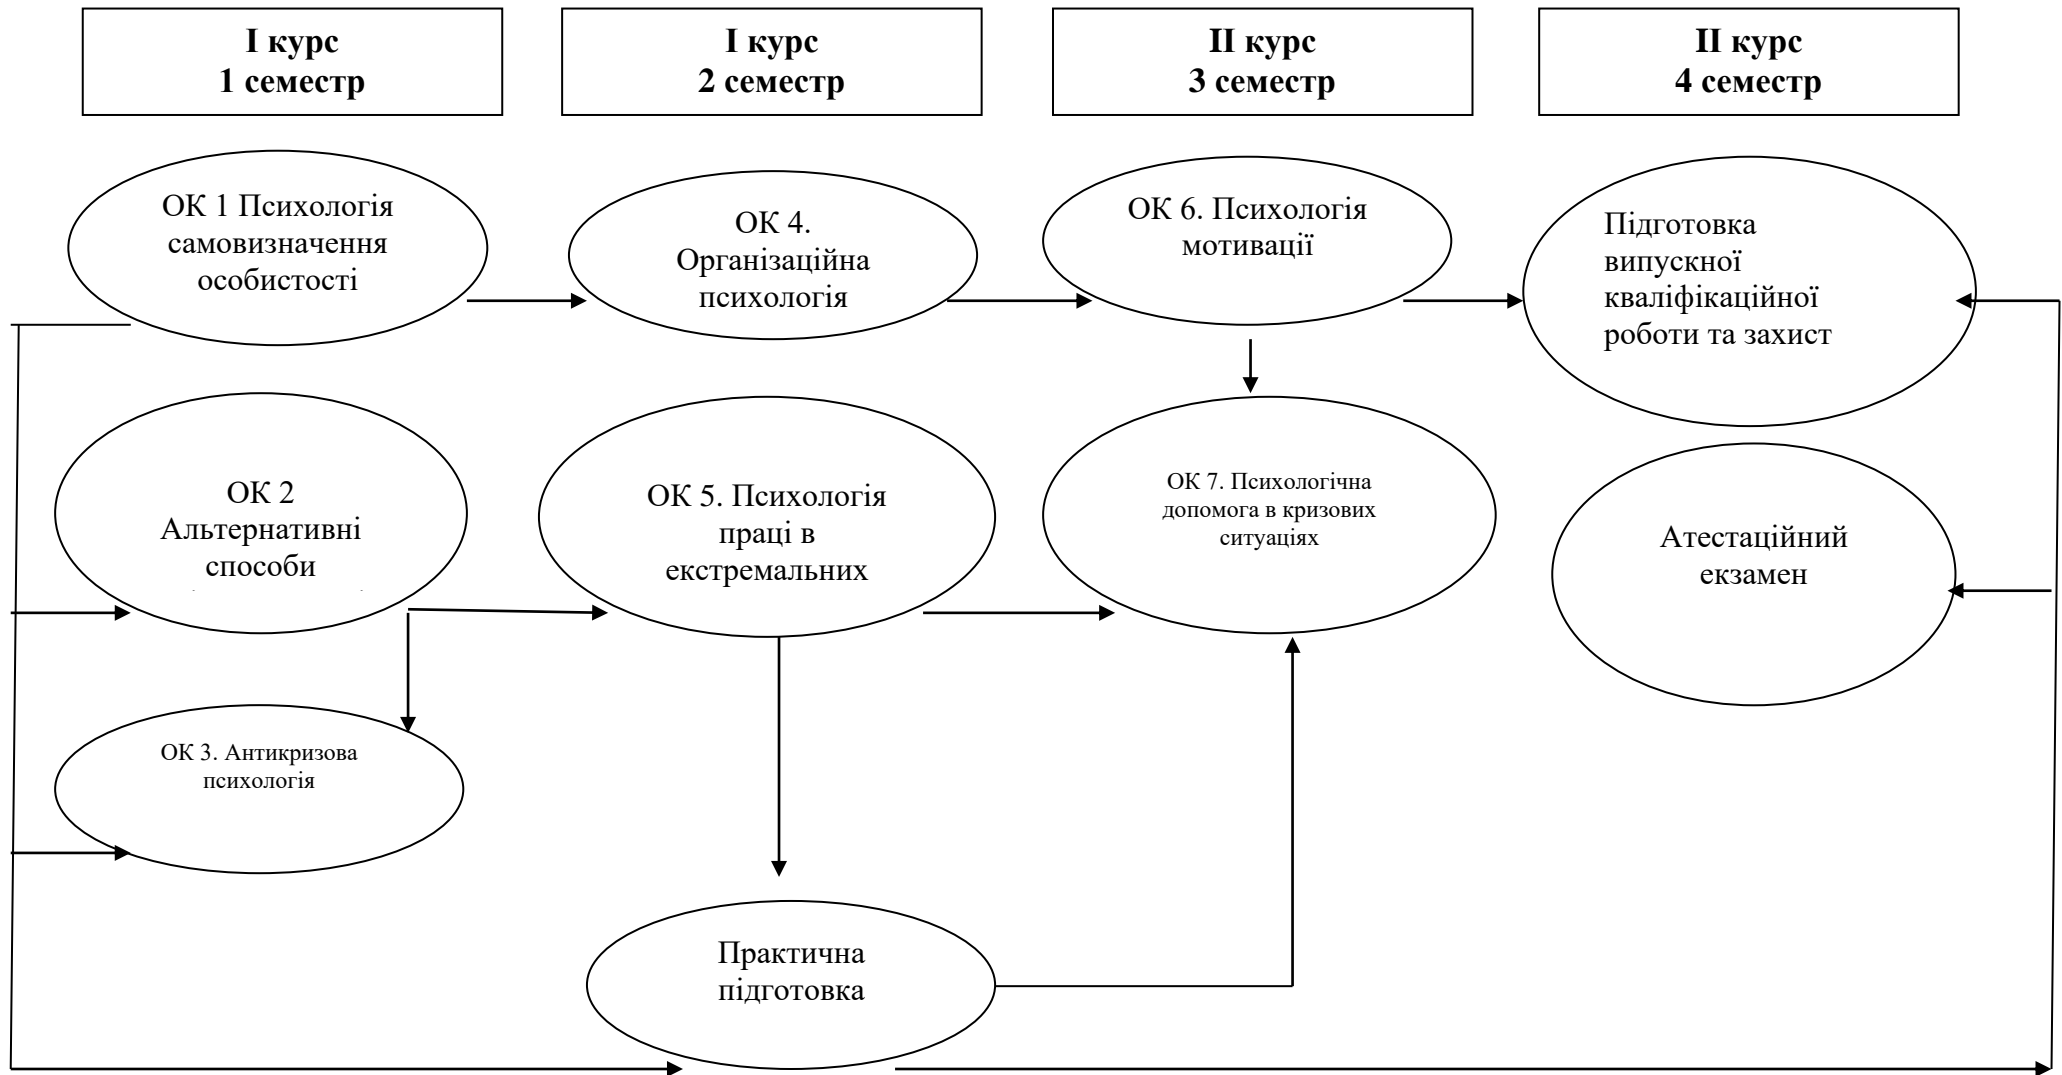 І курс
1 семестр
І курс
2 семестр
ІІ курс
3 семестр
ІІ курс
4 семестр
ОК 1 Психологія
самовизначення
особистості
ОК 4.
Організаційна
психологія
ОК 6. Психологія
мотивації
Підготовка
випускної
кваліфікаційної
роботи та захист
ОК 2
Альтернативні
способи
ОК 5. Психологія
праці в
екстремальних
ОК 7. Психологічна
допомога в кризових
ситуаціях
Атестаційний
екзамен
ОК 3. Антикризова
психологія
Практична
підготовка